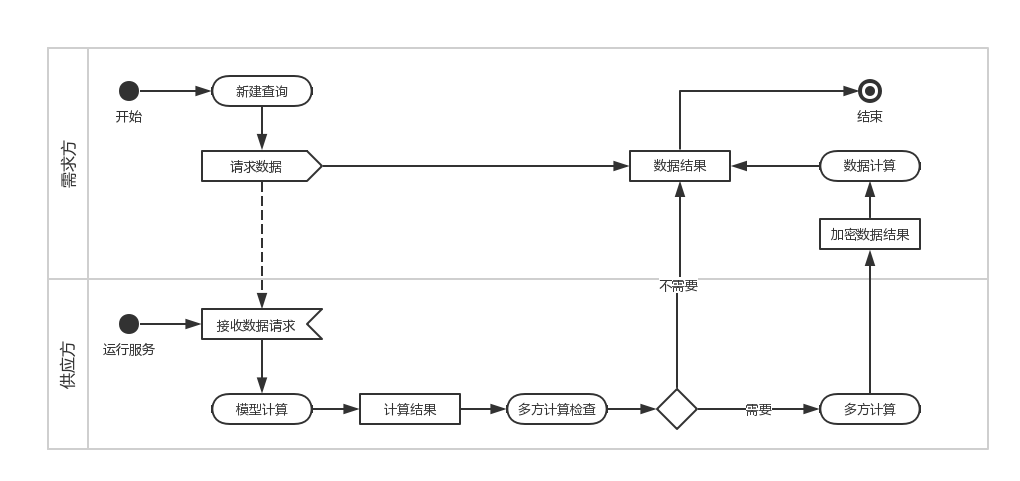 需求方
开始
新建查询
请求数据
数据结果
结束
数据计算
加密数据结果
不需要
供应方
运行服务
接收数据请求
模型计算
计算结果
多方计算检查
需要
多方计算